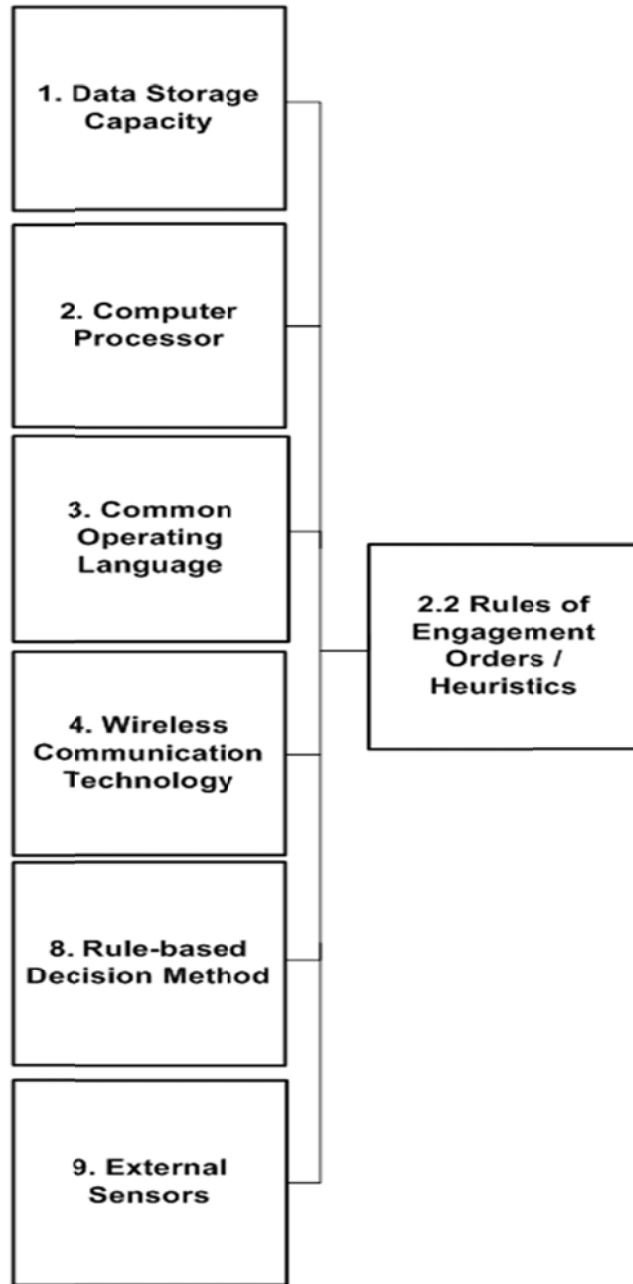 1. Data Storage
Capacity
2. Computer
Processor
3. Common
Operating
Language
2.2 Rules of
Engagement
Orders /
Heuristics
4. Wireless
Communication
Technology
8. Rule-based
Decision Method
9. External
Sensors